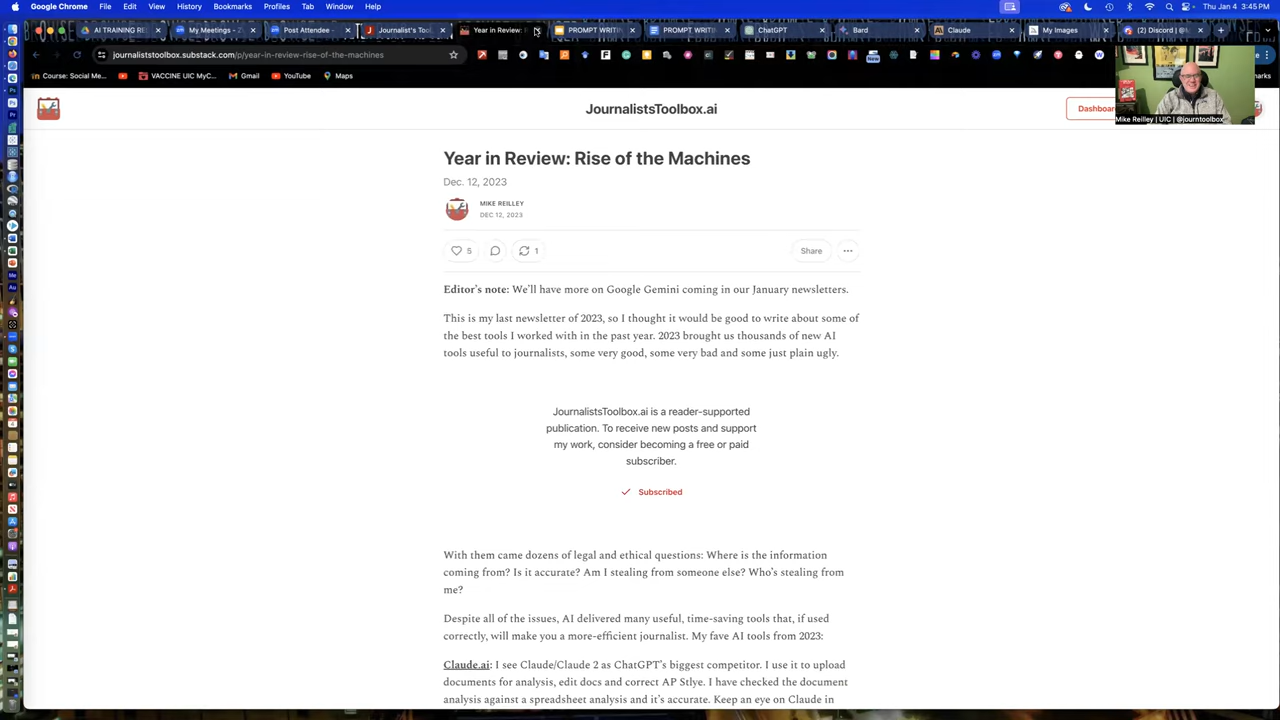 Google Chrome File Edit View History Bookmarks Profiles Tab Window Help Thu Jan 4 3:45 PM
AI TRAINING RE My Meetings - Z Post Attendee - Journalist's Too Year in Review: R PROMPT WRITIN PROMPT WRITE ChatGPT Bard Claude My Images (2) Discord | @M
journaliststoolbox.substack.com/p/year-in-review-rise-of-the-machines
New
Course: Social Me... VACCINE UIC MyC... Gmail YouTube Maps
JournalistsToolbox.ai
Dashboar
Mike Reilley | UIC | @journtoolbox
Year in Review: Rise of the Machines
Dec. 12, 2023
MIKE REILLEY
DEC 12, 2023
5 1 Share
Editor's note: We'll have more on Google Gemini coming in our January newsletters.
This is my last newsletter of 2023, so I thought it would be good to write about some of
the best tools I worked with in the past year. 2023 brought us thousands of new AI
tools useful to journalists, some very good, some very bad and some just plain ugly.
JournalistsToolbox.ai is a reader-supported
publication. To receive new posts and support
my work, consider becoming a free or paid
subscriber.
Subscribed
With them came dozens of legal and ethical questions: Where is the information
coming from? Is it accurate? Am I stealing from someone else? Who's stealing from
me?
Despite all of the issues, AI delivered many useful, time-saving tools that, if used
correctly, will make you a more-efficient journalist. My fave AI tools from 2023:
Claude.ai: I see Claude/Claude 2 as ChatGPT's biggest competitor. I use it to upload
documents for analysis, edit docs and correct AP Stlye. I have checked the document
analysis against a spreadsheet analysis and it's accurate. Keep an eye on Claude in